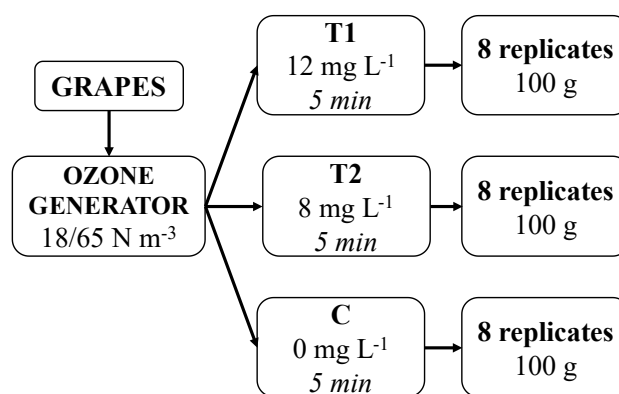 GRAPES
OZONE
GENERATOR
18/65 N m⁻³
T1
12 mg L⁻¹
5 min
8 replicates
100 g
T2
8 mg L⁻¹
5 min
8 replicates
100 g
C
0 mg L⁻¹
5 min
8 replicates
100 g